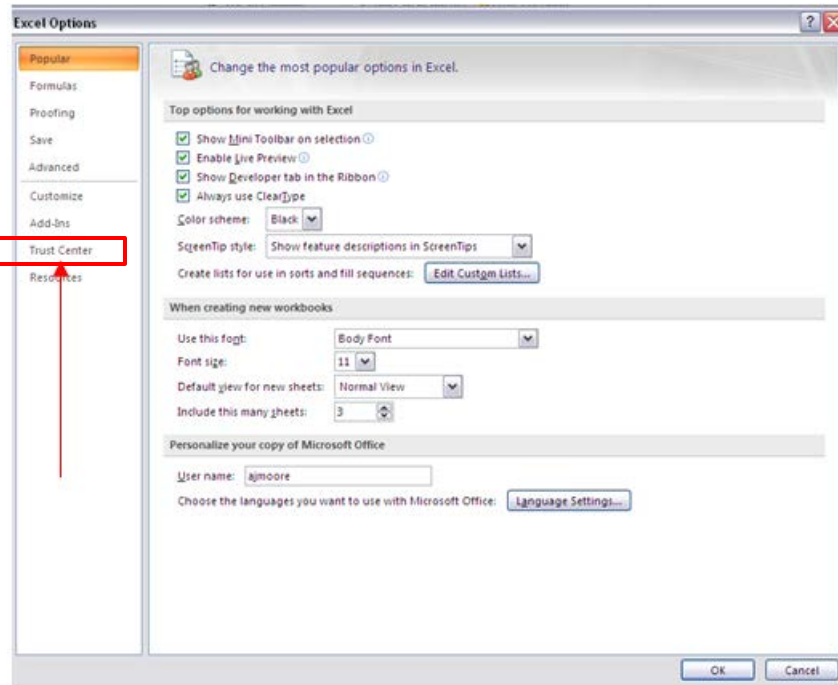 Excel Options
Popular
Formulas
Proofing
Save
Advanced
Customize
Add-Ins
Trust Center
Resources
Change the most popular options in Excel.
Top options for working with Excel
Show Mini Toolbar on selection
Enable Live Preview
Show Developer tab in the Ribbon
Always use ClearType
Color scheme: Black
ScreenTip style: Show feature descriptions in ScreenTips
Create lists for use in sorts and fill sequences: Edit Custom Lists...
When creating new workbooks
Use this font: Body Font
Font size: 11
Default view for new sheets: Normal View
Include this many sheets: 3
Personalize your copy of Microsoft Office
User name: ajmoore
Choose the languages you want to use with Microsoft Office: Language Settings...
OK Cancel